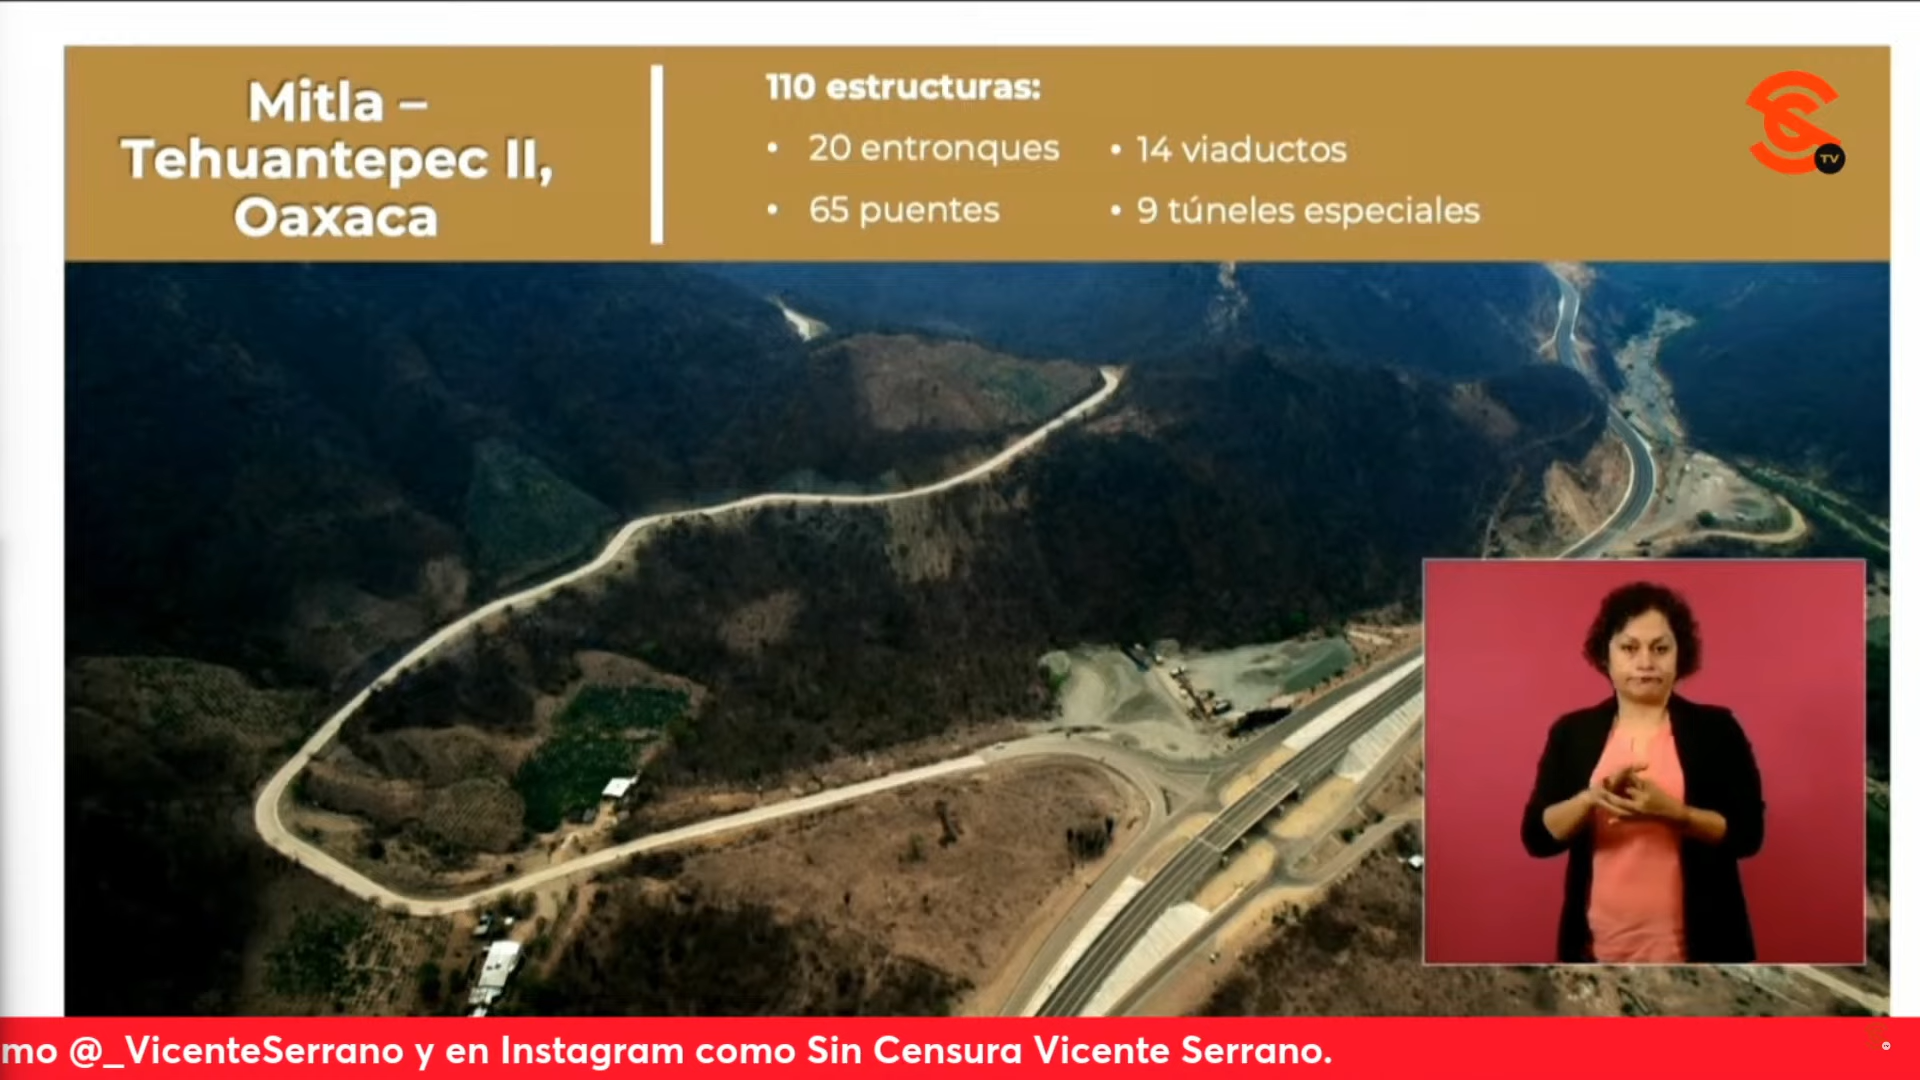 Mitla –
Tehuantepec II,
Oaxaca
110 estructuras:
• 20 entronques
• 65 puentes
• 14 viaductos
• 9 túneles especiales
TV
mo @_VicenteSerrano y en Instagram como Sin Censura Vicente Serrano.